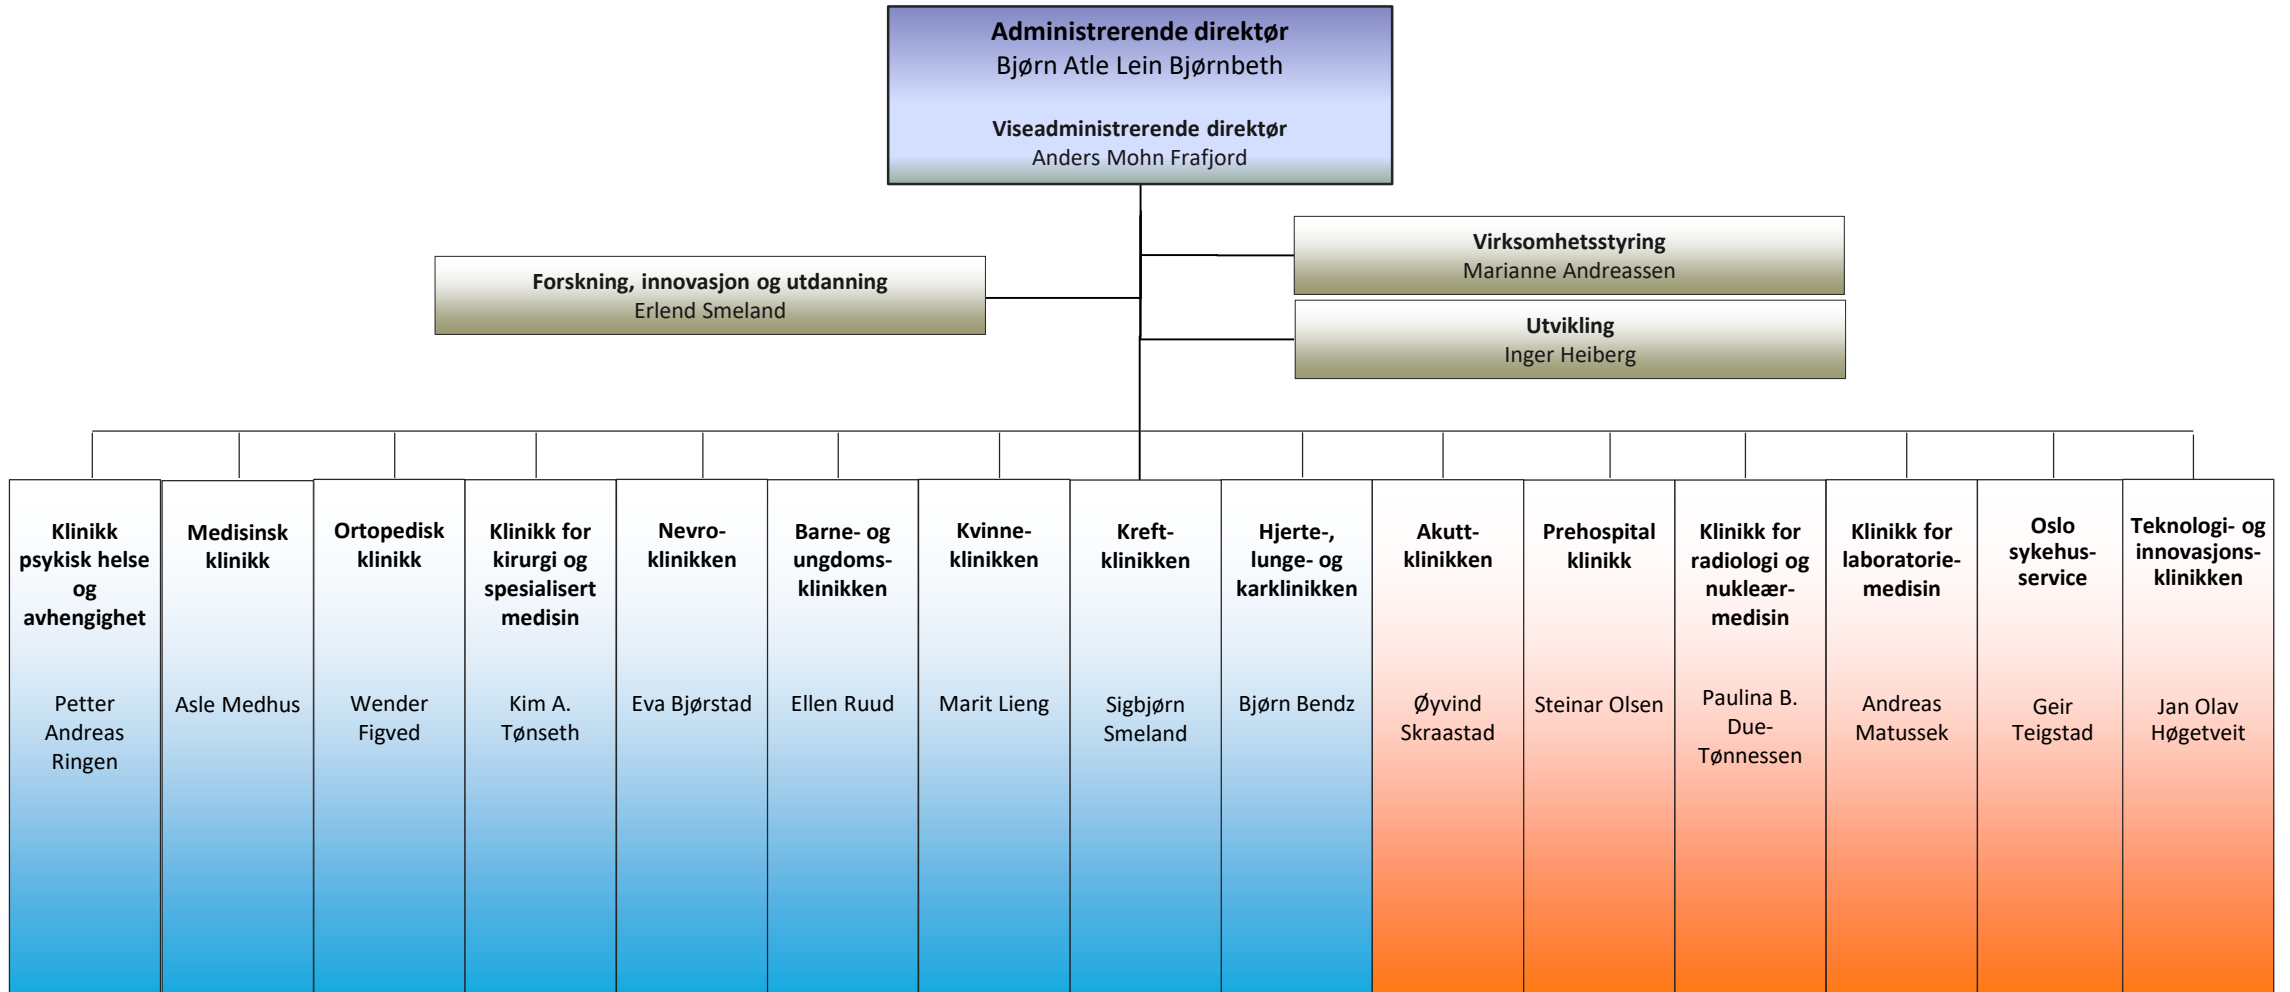 Administrerende direktør
Bjørn Atle Lein Bjørnbeth
Viseadministrerende direktør
Anders Mohn Frafjord
Virksomhetsstyring
Marianne Andreassen
Forskning, innovasjon og utdanning
Erlend Smeland
Utvikling
Inger Heiberg
Klinikk
psykisk helse
og
avhengighet
Petter
Andreas
Ringen
Medisinsk
klinikk
Asle Medhus
Ortopedisk
klinikk
Wender
Figved
Klinikk for
kirurgi og
spesialisert
medisin
Kim A.
Tønseth
Nevro-
klinikken
Eva Bjørstad
Barne- og
ungdoms-
klinikken
Ellen Ruud
Kvinne-
klinikken
Marit Lieng
Kreft-
klinikken
Sigbjørn
Smeland
Hjerte-,
lunge- og
karklinikken
Bjørn Bendz
Akutt-
klinikken
Øyvind
Skraastad
Prehospital
klinikk
Steinar Olsen
Klinikk for
radiologi og
nukleær-
medisin
Paulina B.
Due-
Tønnessen
Klinikk for
laboratorie-
medisin
Andreas
Matussek
Oslo
sykehus-
service
Geir
Teigstad
Teknologi- og
innovasjons-
klinikken
Jan Olav
Høgetveit